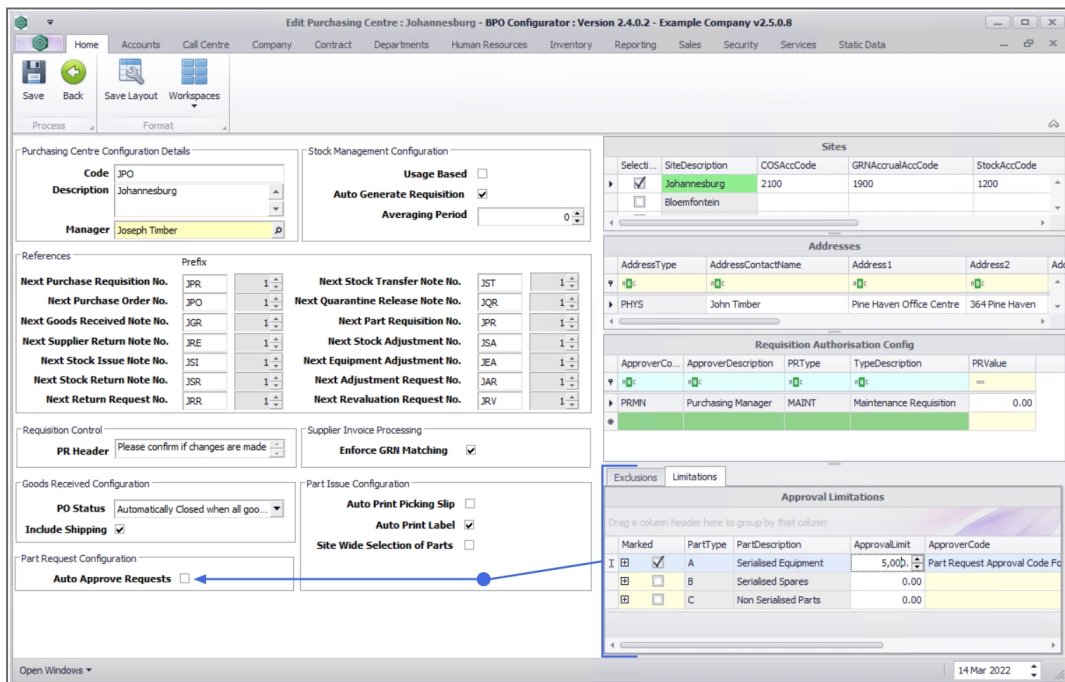 Edit Purchasing Centre : Johannesburg - BPO Configurator : Version 2.4.0.2 - Example Company v2.5.0.8
Home Accounts Call Centre Company Contract Departments Human Resources Inventory Reporting Sales Security Services Static Data
Save Back Save Layout Workspaces
Process Format
Purchasing Centre Configuration Details
Code JPO
Description Johannesburg
Manager Joseph Timber
Stock Management Configuration
Usage Based
Auto Generate Requisition
Averaging Period 0
References
Prefix
Next Purchase Requisition No. JPR 1 Next Stock Transfer Note No. JST 1
Next Purchase Order No. JPO 1 Next Quarantine Release Note No. JQR 1
Next Goods Received Note No. JGR 1 Next Part Requisition No. JPR 1
Next Supplier Return Note No. JRE 1 Next Stock Adjustment No. JSA 1
Next Stock Issue Note No. JSI 1 Next Equipment Adjustment No. JEA 1
Next Stock Return Note No. JSR 1 Next Adjustment Request No. JAR 1
Next Return Request No. JRR 1 Next Revaluation Request No. JRV 1
Requisition Control
PR Header Please confirm if changes are made
Supplier Invoice Processing
Enforce GRN Matching
Goods Received Configuration
PO Status Automatically Closed when all goo...
Include Shipping
Part Issue Configuration
Auto Print Picking Slip
Auto Print Label
Site Wide Selection of Parts
Part Request Configuration
Auto Approve Requests
Sites
Selecti... SiteDescription COSAccCode GRNAccrualAccCode StockAccCode
Johannesburg 2100 1900 1200
Bloemfontein
Addresses
AddressType AddressContactName Address1 Address2 Add
PHYS John Timber Pine Haven Office Centre 364 Pine Haven
Requisition Authorisation Config
ApproverCo... ApproverDescription PRType TypeDescription PRValue
PRMN Purchasing Manager MAINT Maintenance Requisition 0.00
Exclusions Limitations
Approval Limitations
Drag a column header here to group by that column
Marked PartType PartDescription ApprovalLimit ApproverCode
A Serialised Equipment Part Request Approval Code Fo
B Serialised Spares 0.00
C Non Serialised Parts 0.00
Open Windows 14 Mar 2022